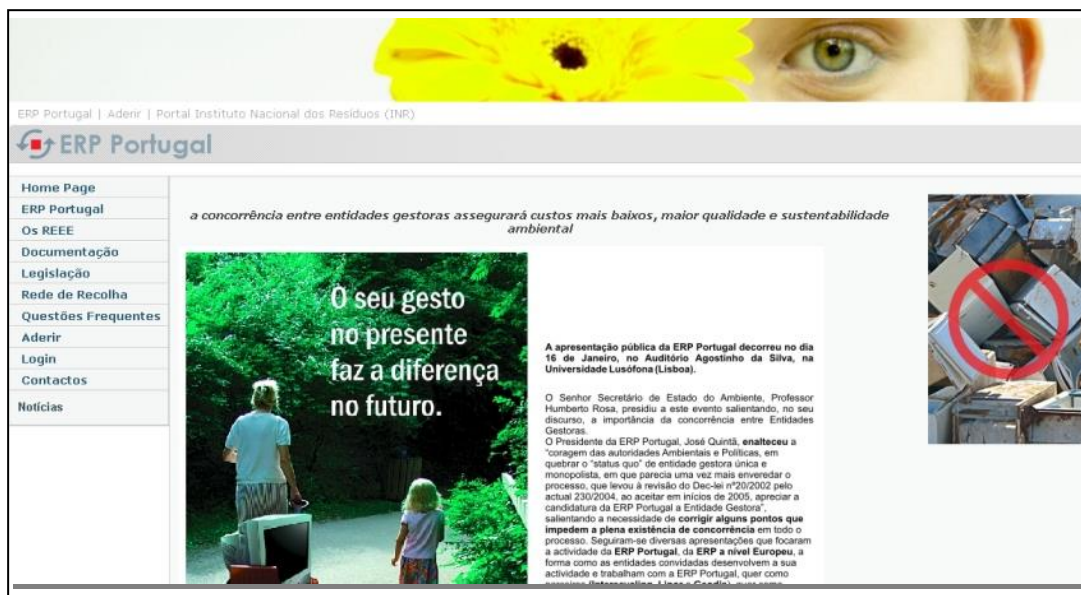 ERP Portugal | Aderir | Portal Instituto Nacional dos Resíduos (INR)
ERP Portugal
Home Page
ERP Portugal
Os REEE
Documentação
Legislação
Rede de Recolha
Questões Frequentes
Aderir
Login
Contactos
Notícias
a concorrência entre entidades gestoras assegurará custos mais baixos, maior qualidade e sustentabilidade
ambiental
O seu gesto
no presente
faz a diferença
no futuro.
A apresentação pública da ERP Portugal decorreu no dia
16 de Janeiro, no Auditório Agostinho da Silva, na
Universidade Lusófona (Lisboa).
O Senhor Secretário de Estado do Ambiente, Professor
Humberto Rosa, presidiu a este evento salientando, no seu
discurso, a importância da concorrência entre Entidades
Gestoras.
O Presidente da ERP Portugal, José Quintã, enalteceu a
"coragem das autoridades Ambientais e Políticas, em
quebrar o "status quo" de entidade gestora única e
monopolista, em que parecia uma vez mais enveredar o
processo, que levou à revisão do Dec-lei nº20/2002 pelo
actual 230/2004, ao aceitar em inícios de 2005, apreciar a
candidatura da ERP Portugal a Entidade Gestora",
salientando a necessidade de corrigir alguns pontos que
impedem a plena existência de concorrência em todo o
processo. Seguiram-se diversas apresentações que focaram
a actividade da ERP Portugal, da ERP a nível Europeu, a
forma como as entidades convidadas desenvolvem a sua
actividade e trabalham com a ERP Portugal, quer como